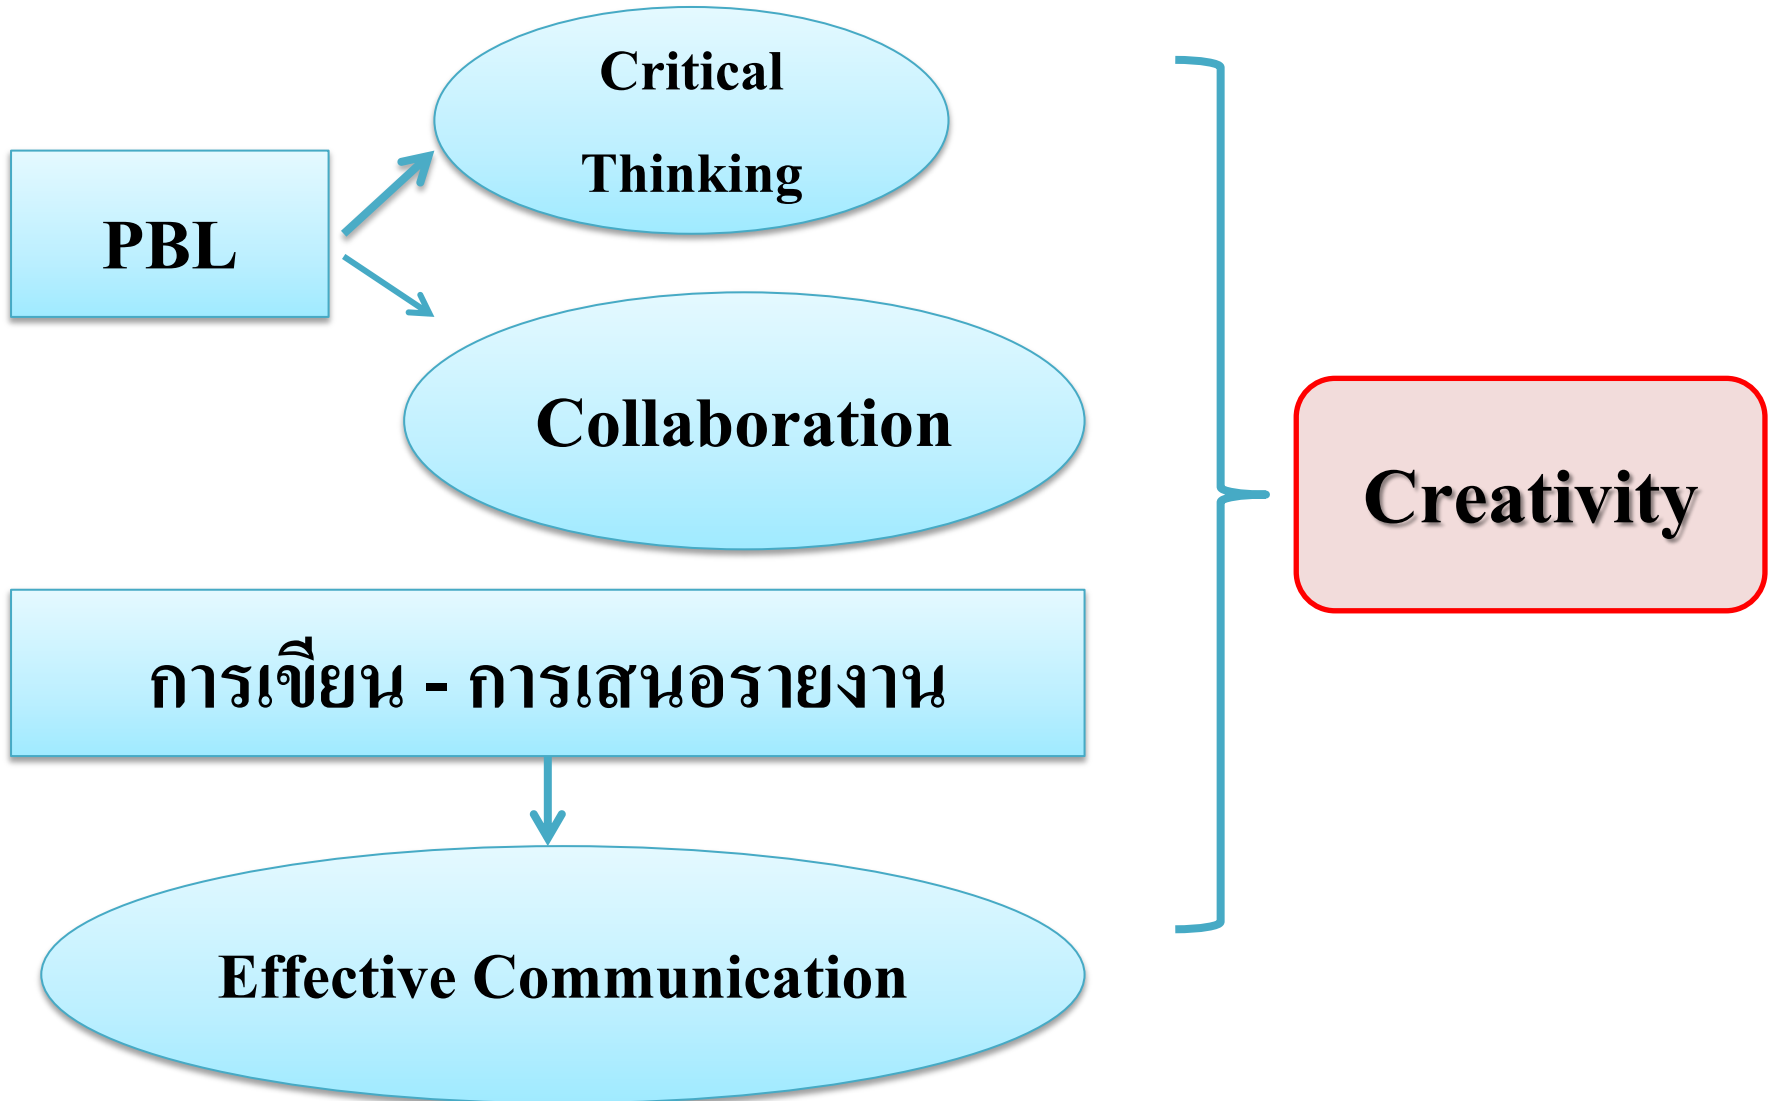 Critical
Thinking
PBL
Collaboration
Creativity
การเขียน - การเสนอรายงาน
Effective Communication